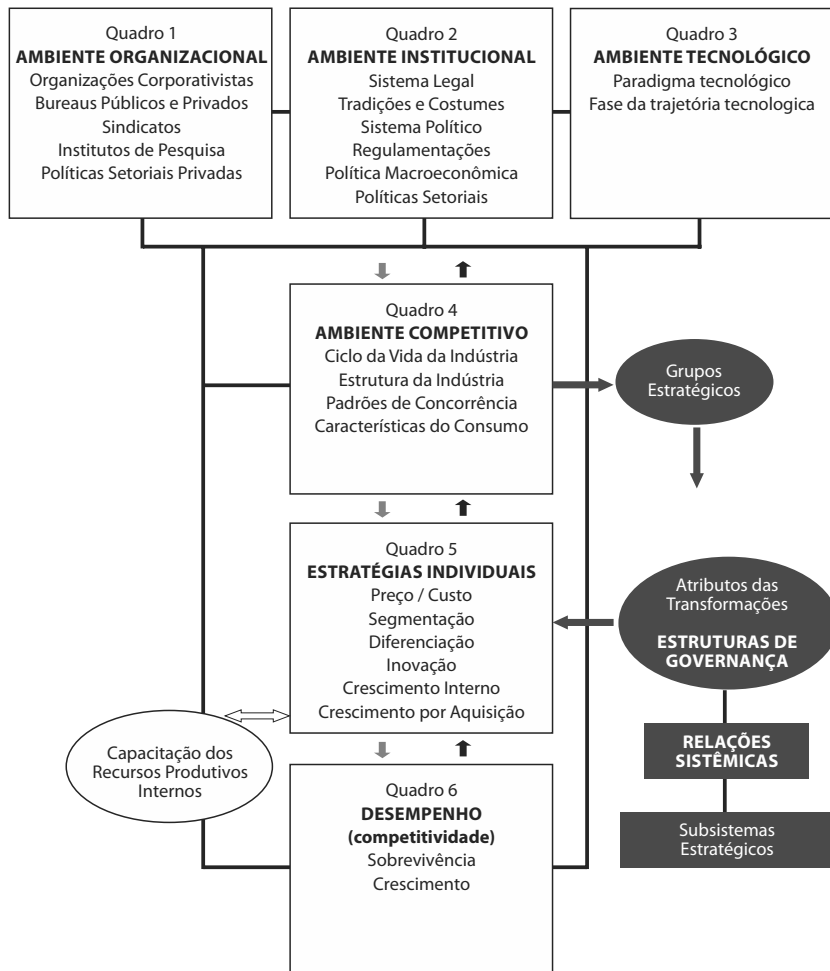 Quadro 1
AMBIENTE ORGANIZACIONAL
Organizações Corporativistas
Bureaus Públicos e Privados
Sindicatos
Institutos de Pesquisa
Políticas Setoriais Privadas
Quadro 2
AMBIENTE INSTITUCIONAL
Sistema Legal
Tradições e Costumes
Sistema Político
Regulamentações
Política Macroeconômica
Políticas Setoriais
Quadro 3
AMBIENTE TECNOLÓGICO
Paradigma tecnológico
Fase da trajetória tecnologica
Quadro 4
AMBIENTE COMPETITIVO
Ciclo da Vida da Indústria
Estrutura da Indústria
Padrões de Concorrência
Características do Consumo
Grupos
Estratégicos
Quadro 5
ESTRATÉGIAS INDIVIDUAIS
Preço / Custo
Segmentação
Diferenciação
Inovação
Crescimento Interno
Crescimento por Aquisição
Atributos das
Transformações
ESTRUTURAS DE
GOVERNANÇA
RELAÇÕES
SISTÊMICAS
Subsistemas
Estratégicos
Capacitação dos
Recursos Produtivos
Internos
Quadro 6
DESEMPENHO
(competitividade)
Sobrevivência
Crescimento